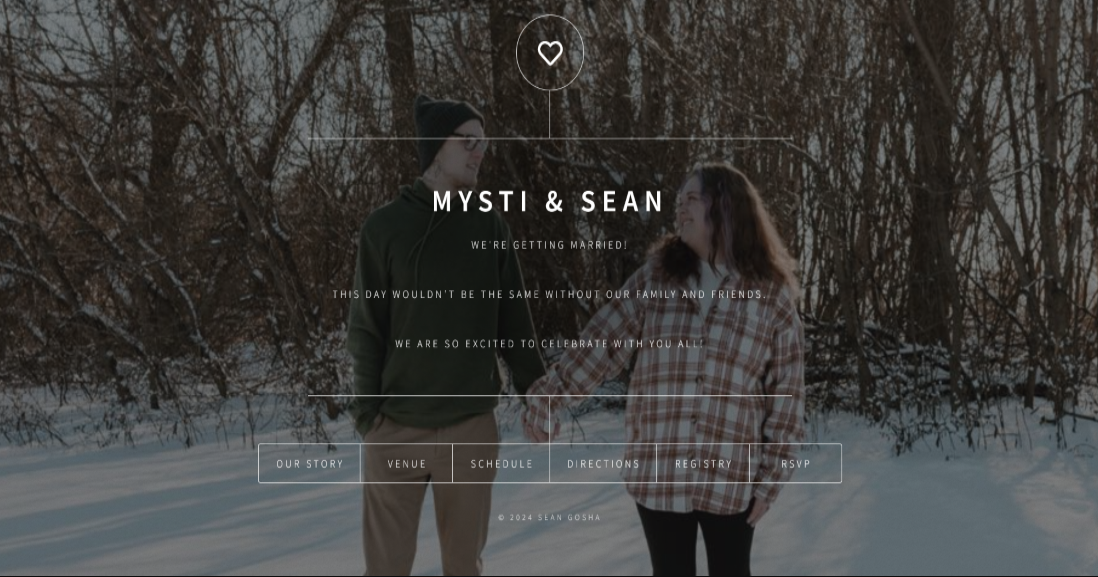 MYSTI & SEAN
WE'RE GETTING MARRIED!
THIS DAY WOULDN'T BE THE SAME WITHOUT OUR FAMILY AND FRIENDS.
WE ARE SO EXCITED TO CELEBRATE WITH YOU ALL!
OUR STORY VENUE SCHEDULE DIRECTIONS REGISTRY RSVP
© 2024 SEAN GOSHA